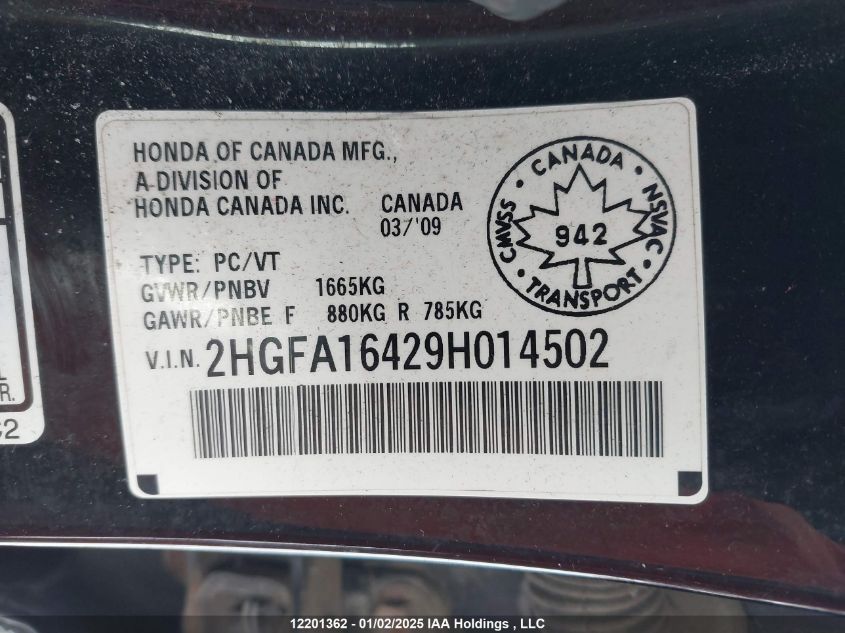 HONDA OF CANADA MFG.,
A DIVISION OF
HONDA CANADA INC. CANADA
03/'09
TYPE: PC/VT
GVWR/PNBV 1665KG
GAWR/PNBE F 880KG R 785KG
V.I.N. 2HGFA16429H014502
CANADA
CMVSS • 942 • NSVAC
TRANSPORT
R.
C2
12201362 - 01/02/2025 IAA Holdings , LLC